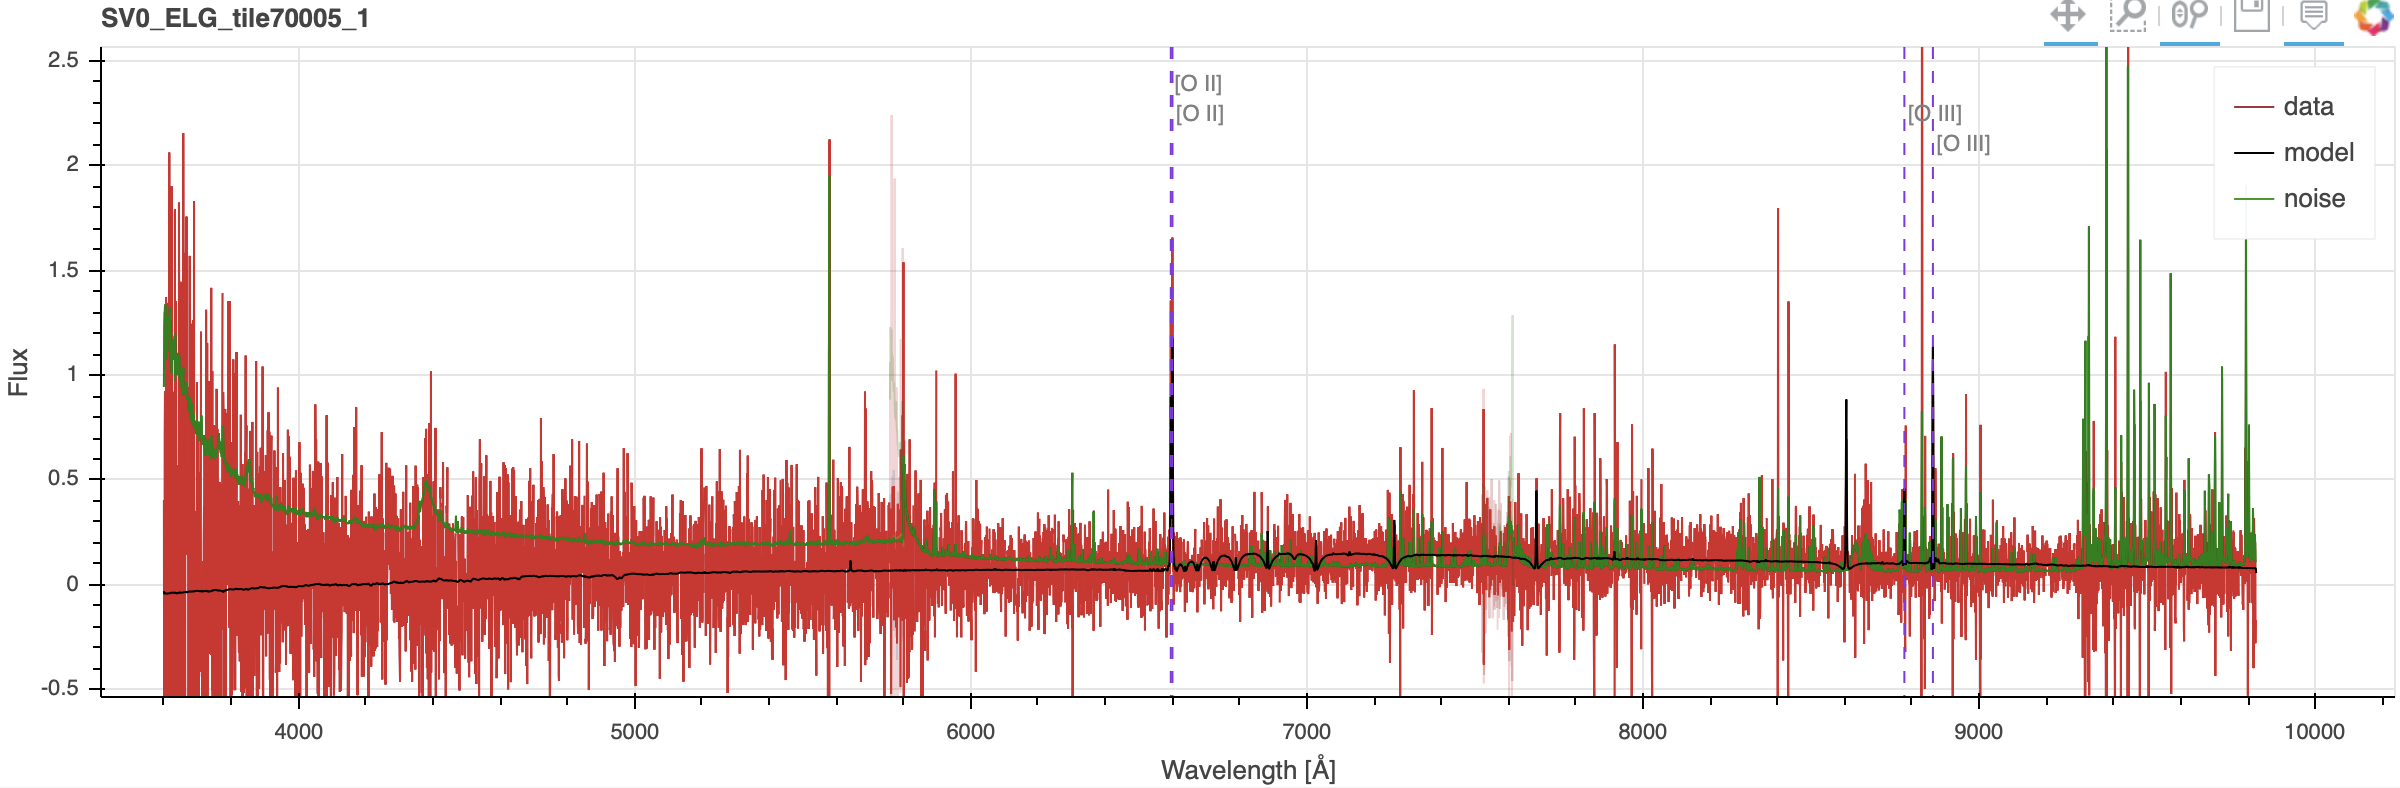 SV0_ELG_tile70005_1
2.5
2
1.5
1
0.5
0
-0.5
Flux
[O II]
[O II]
[O III]
[O III]
data
model
noise
4000
5000
6000
7000
8000
9000
10000
Wavelength [Å]